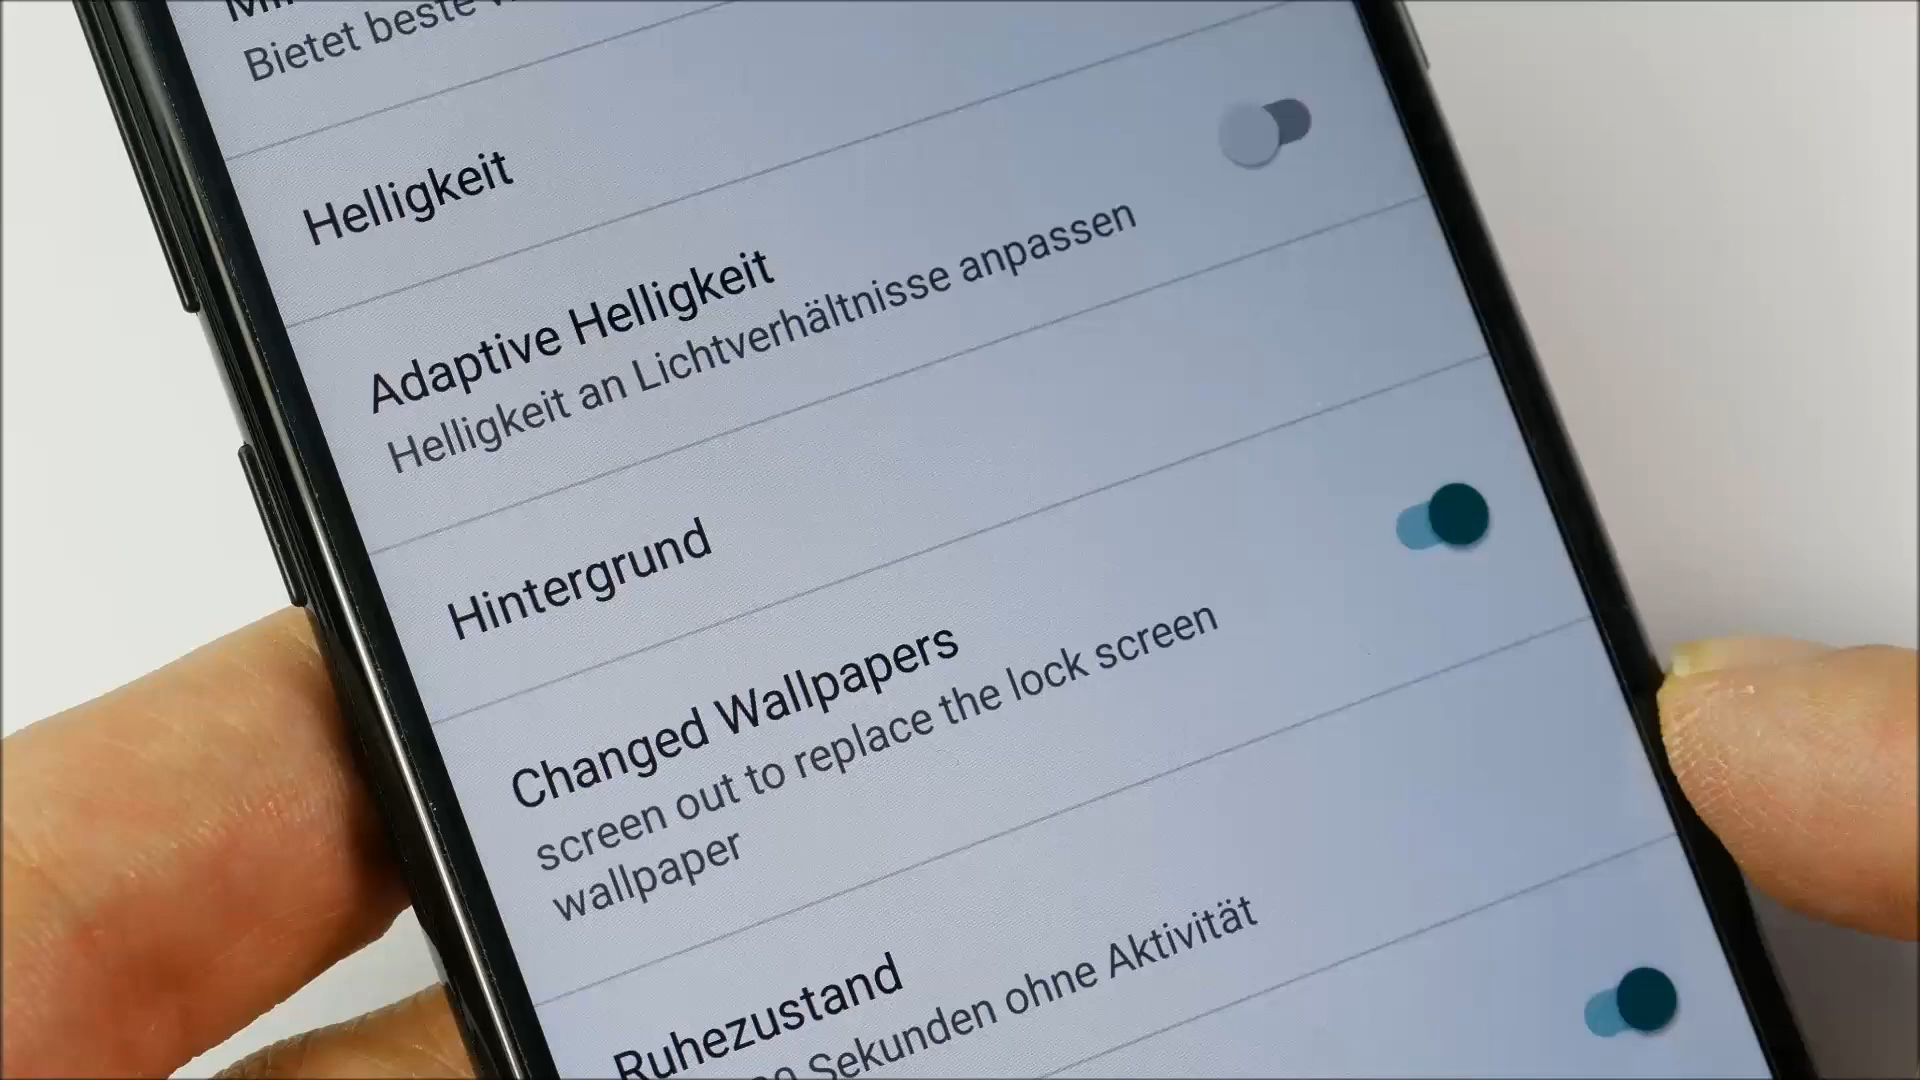 Bietet beste
Helligkeit
Adaptive Helligkeit
Helligkeit an Lichtverhältnisse anpassen
Hintergrund
Changed Wallpapers
screen out to replace the lock screen
wallpaper
Ruhezustand
Sekunden ohne Aktivität